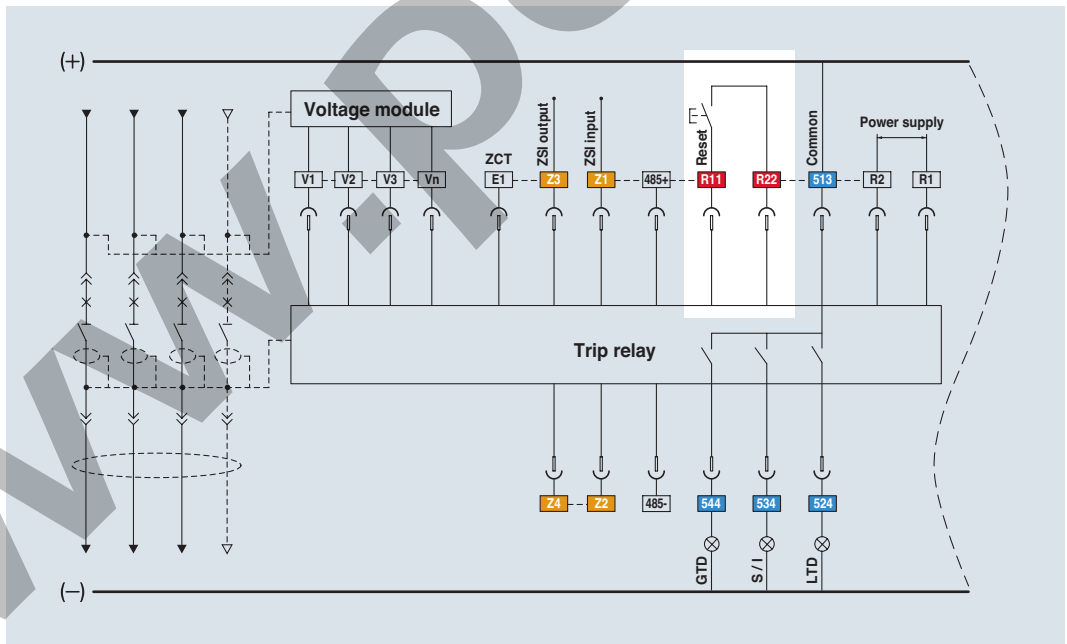 (+)
Voltage module
Power supply
ZCT
ZSI output
ZSI input
Reset
Common
V1 V2 V3 Vn E1 Z3 Z1 485+ R11 R22 513 R2 R1
Trip relay
Z4 Z2 485- 544 534 524
GTD
S / I
LTD
(−)